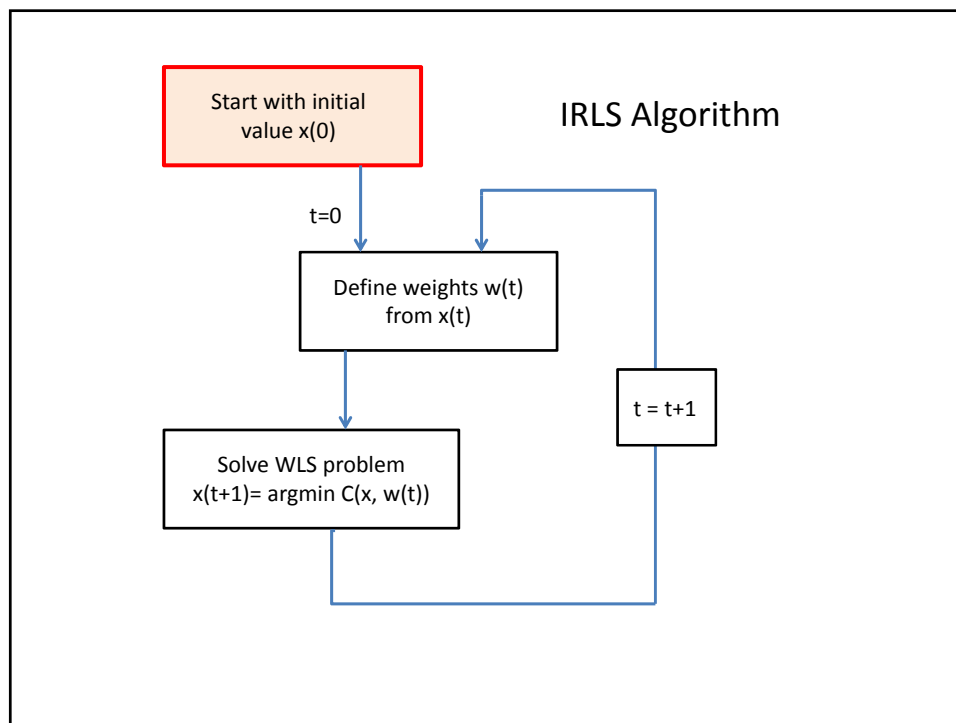 IRLS Algorithm
Start with initial
value x(0)
t=0
Define weights w(t)
from x(t)
Solve WLS problem
x(t+1)= argmin C(x, w(t))
t = t+1